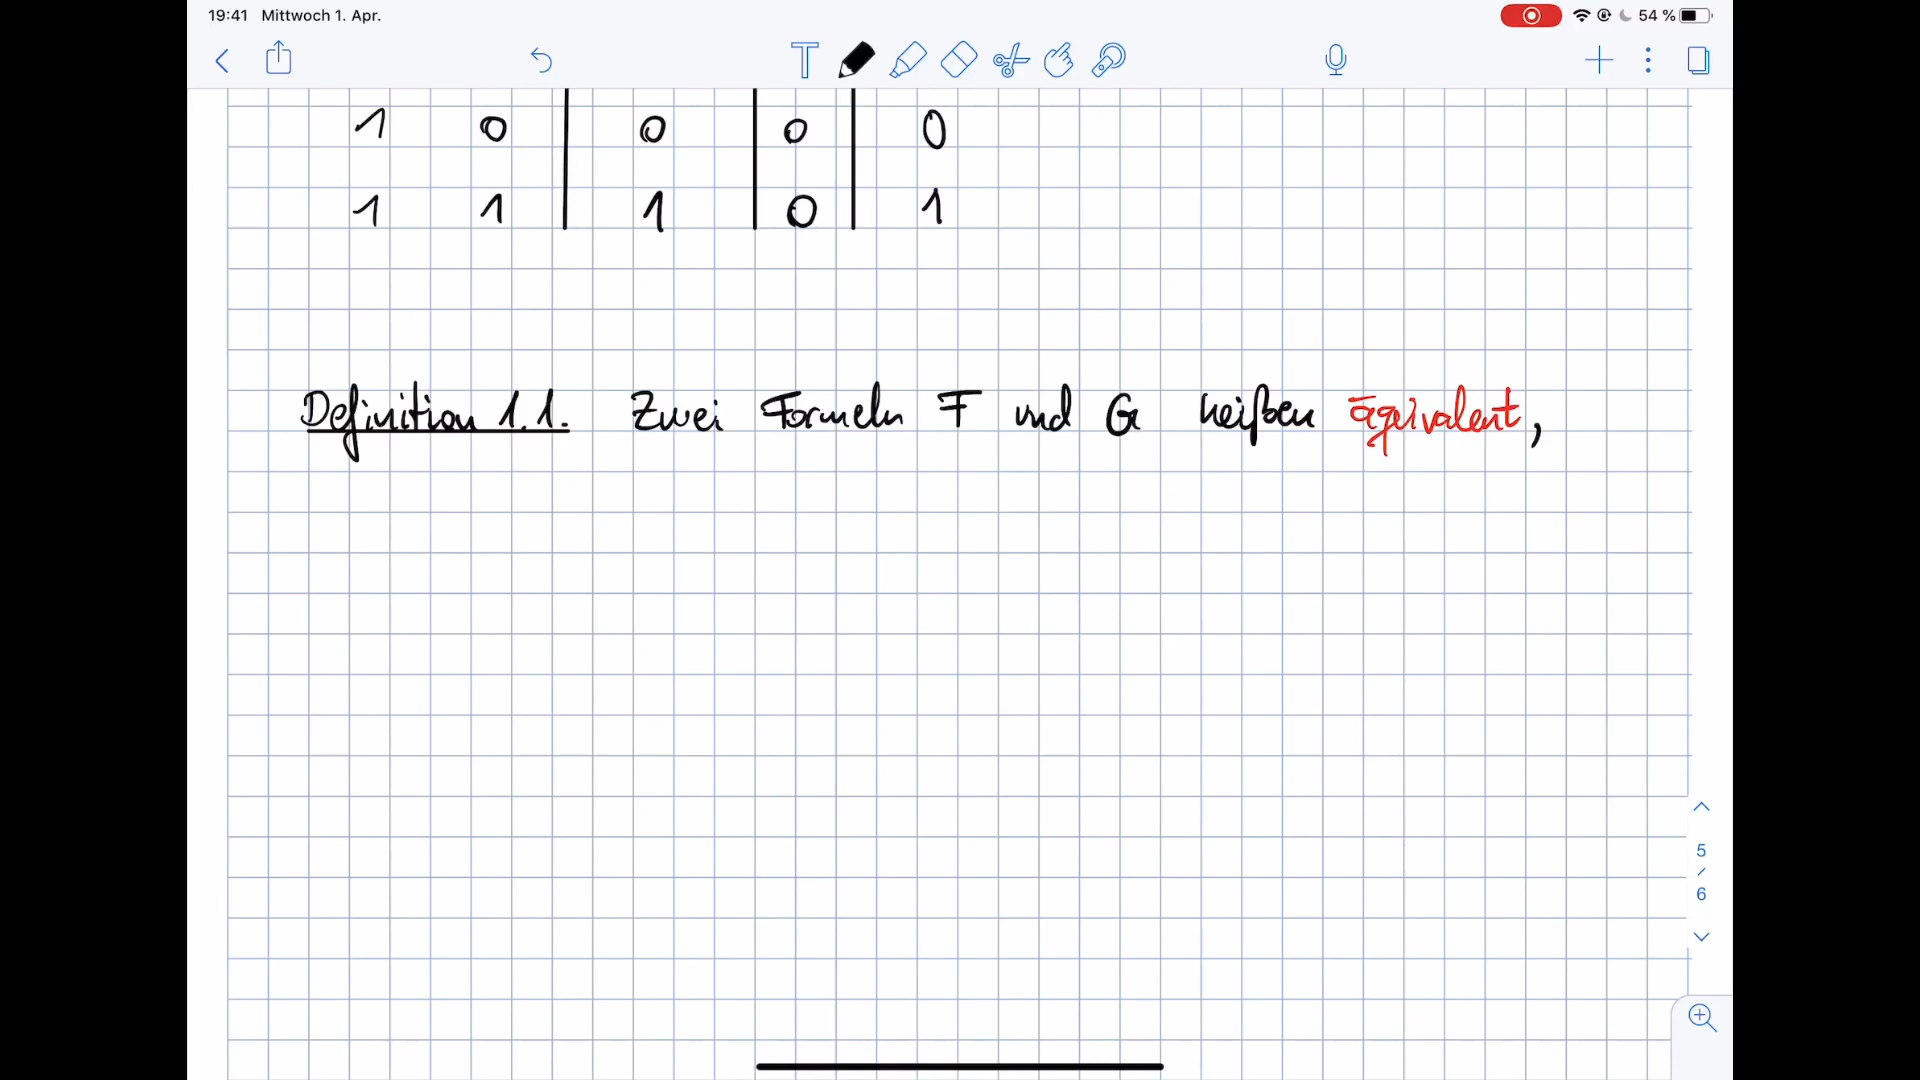 19:41 Mittwoch 1. Apr. 54 %
1 0 0 0 0
1 1 1 0 1
Definition 1.1. Zwei Formeln F und G heißen äquivalent,
5
/
6